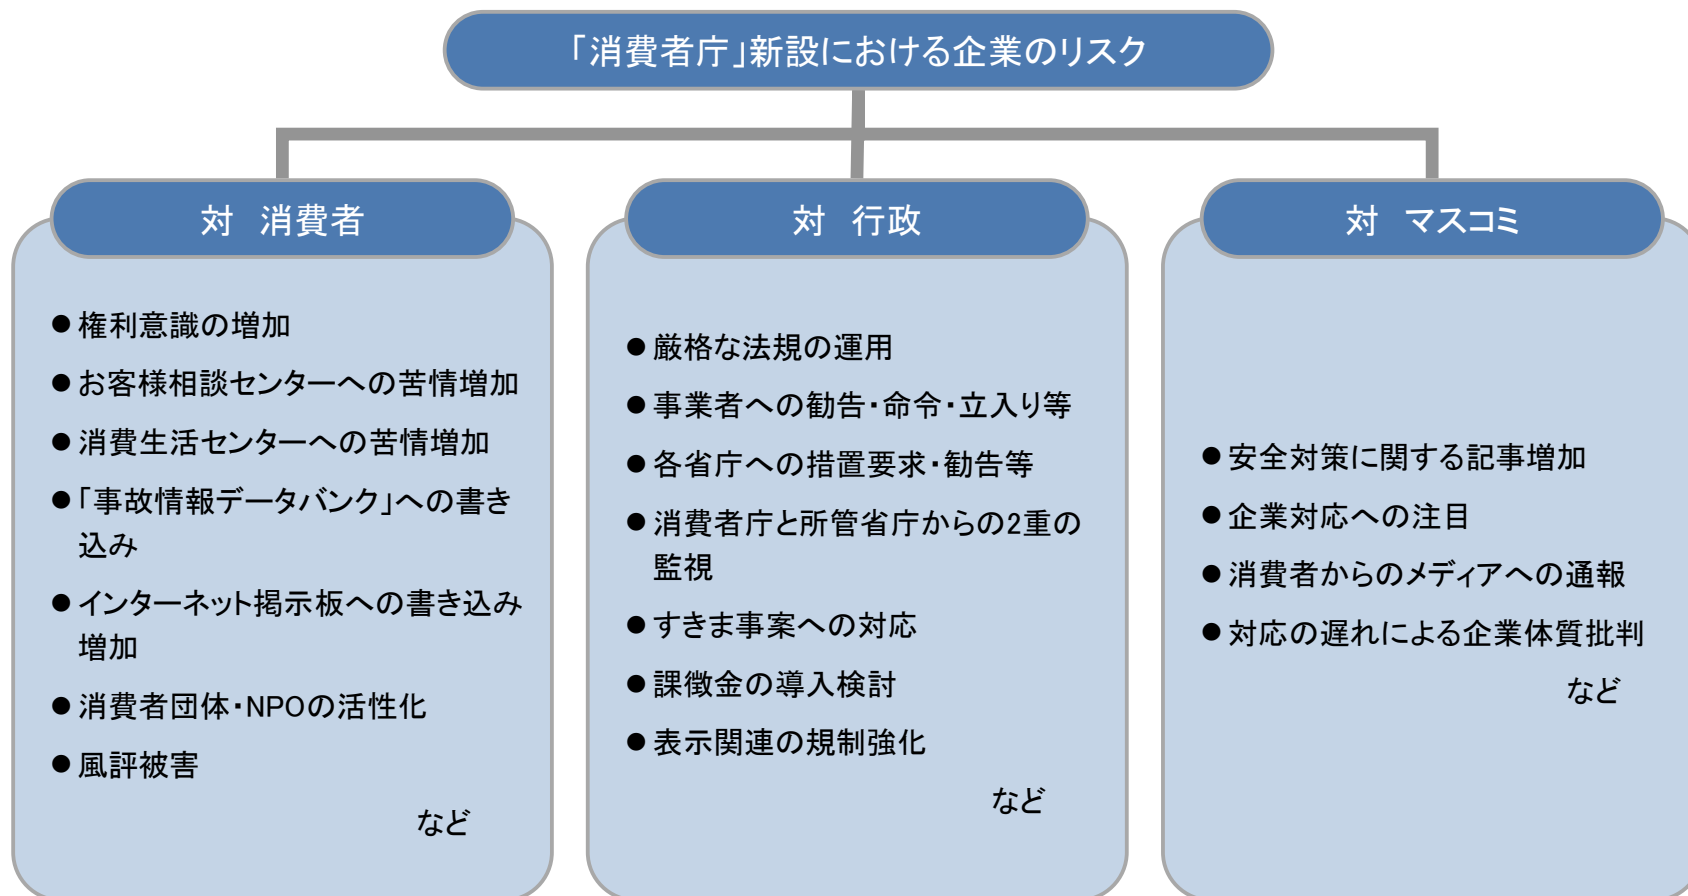 「消費者庁」新設における企業のリスク
対　消費者
●権利意識の増加
●お客様相談センターへの苦情増加
●消費生活センターへの苦情増加
●「事故情報データバンク」への書き
込み
●インターネット掲示板への書き込み
増加
●消費者団体・NPOの活性化
●風評被害
など
対　行政
●厳格な法規の運用
●事業者への勧告・命令・立入り等
●各省庁への措置要求・勧告等
●消費者庁と所管省庁からの2重の
監視
●すきま事案への対応
●課徴金の導入検討
●表示関連の規制強化
など
対　マスコミ
●安全対策に関する記事増加
●企業対応への注目
●消費者からのメディアへの通報
●対応の遅れによる企業体質批判
など